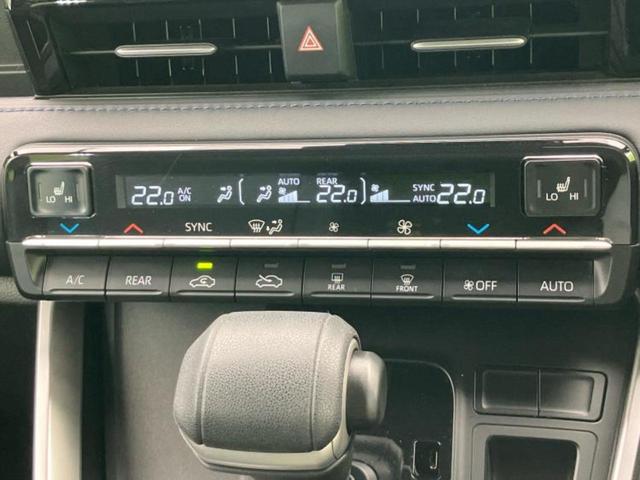 AUTO REAR SYNC
22.0 A/C ON 22.0 AUTO 22.0
LO HI LO HI
SYNC
A/C REAR REAR FRONT OFF AUTO